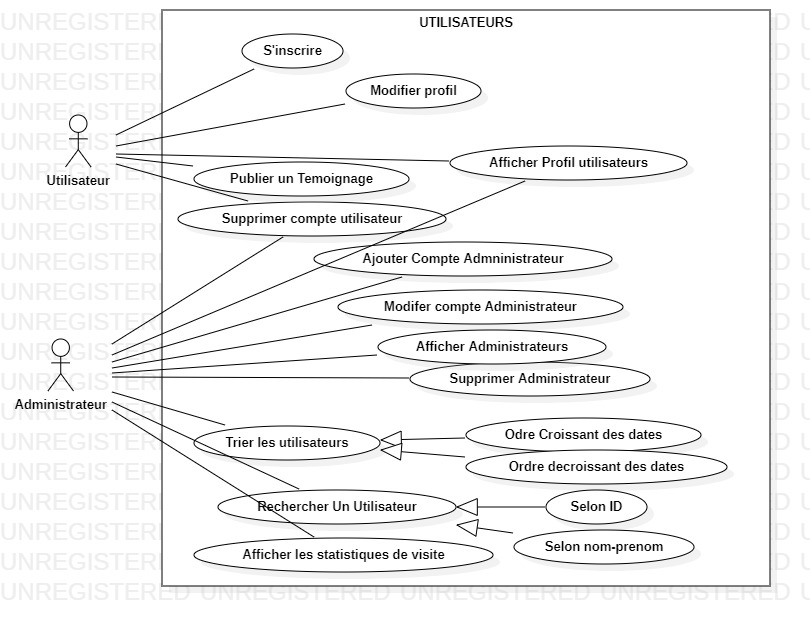 UTILISATEURS
S'inscrire
Modifier profil
Utilisateur
Afficher Profil utilisateurs
Publier un Temoignage
Supprimer compte utilisateur
Ajouter Compte Admninistrateur
Modifer compte Administrateur
Afficher Administrateurs
Supprimer Administrateur
Administrateur
Trier les utilisateurs
Odre Croissant des dates
Ordre decroissant des dates
Rechercher Un Utilisateur
Selon ID
Selon nom-prenom
Afficher les statistiques de visite
UNREGISTERED UNREGISTERED UNREGISTERED UNREGISTERED